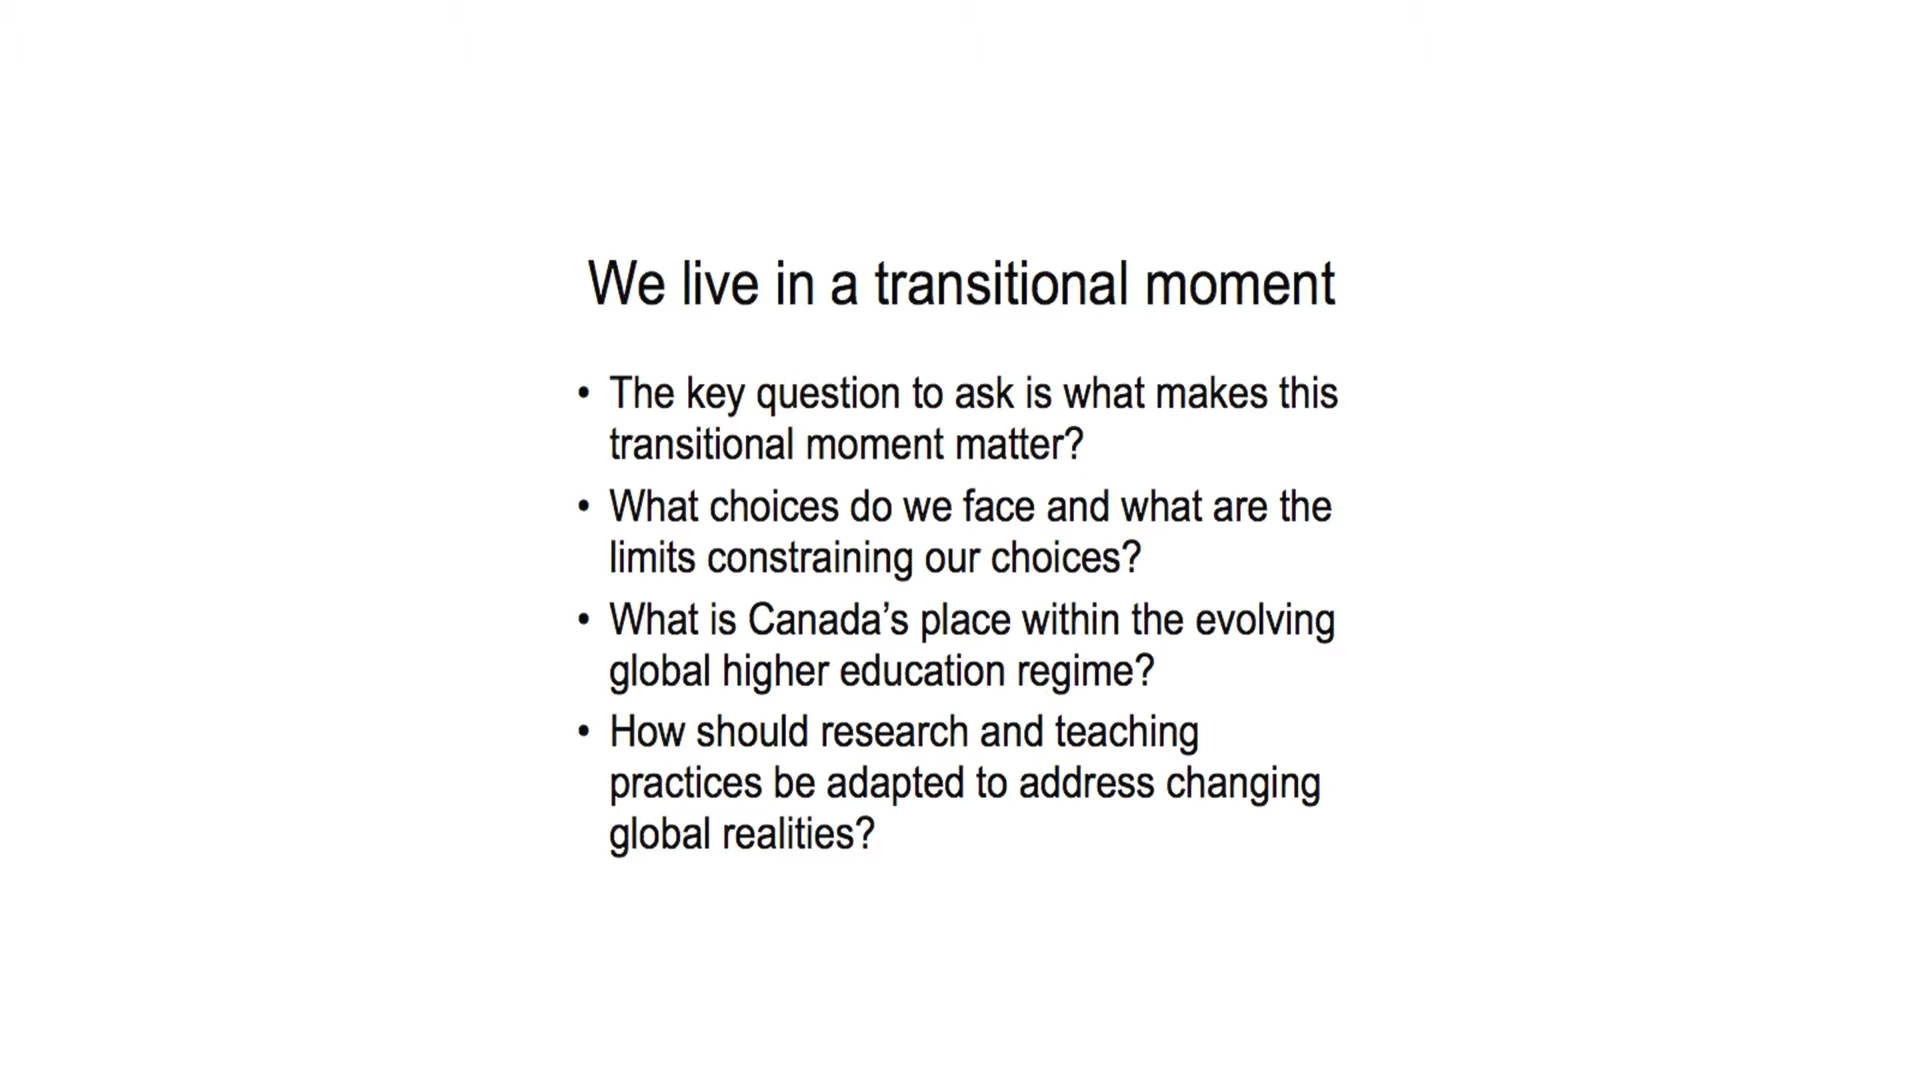 We live in a transitional moment
• The key question to ask is what makes this
transitional moment matter?
• What choices do we face and what are the
limits constraining our choices?
• What is Canada’s place within the evolving
global higher education regime?
• How should research and teaching
practices be adapted to address changing
global realities?